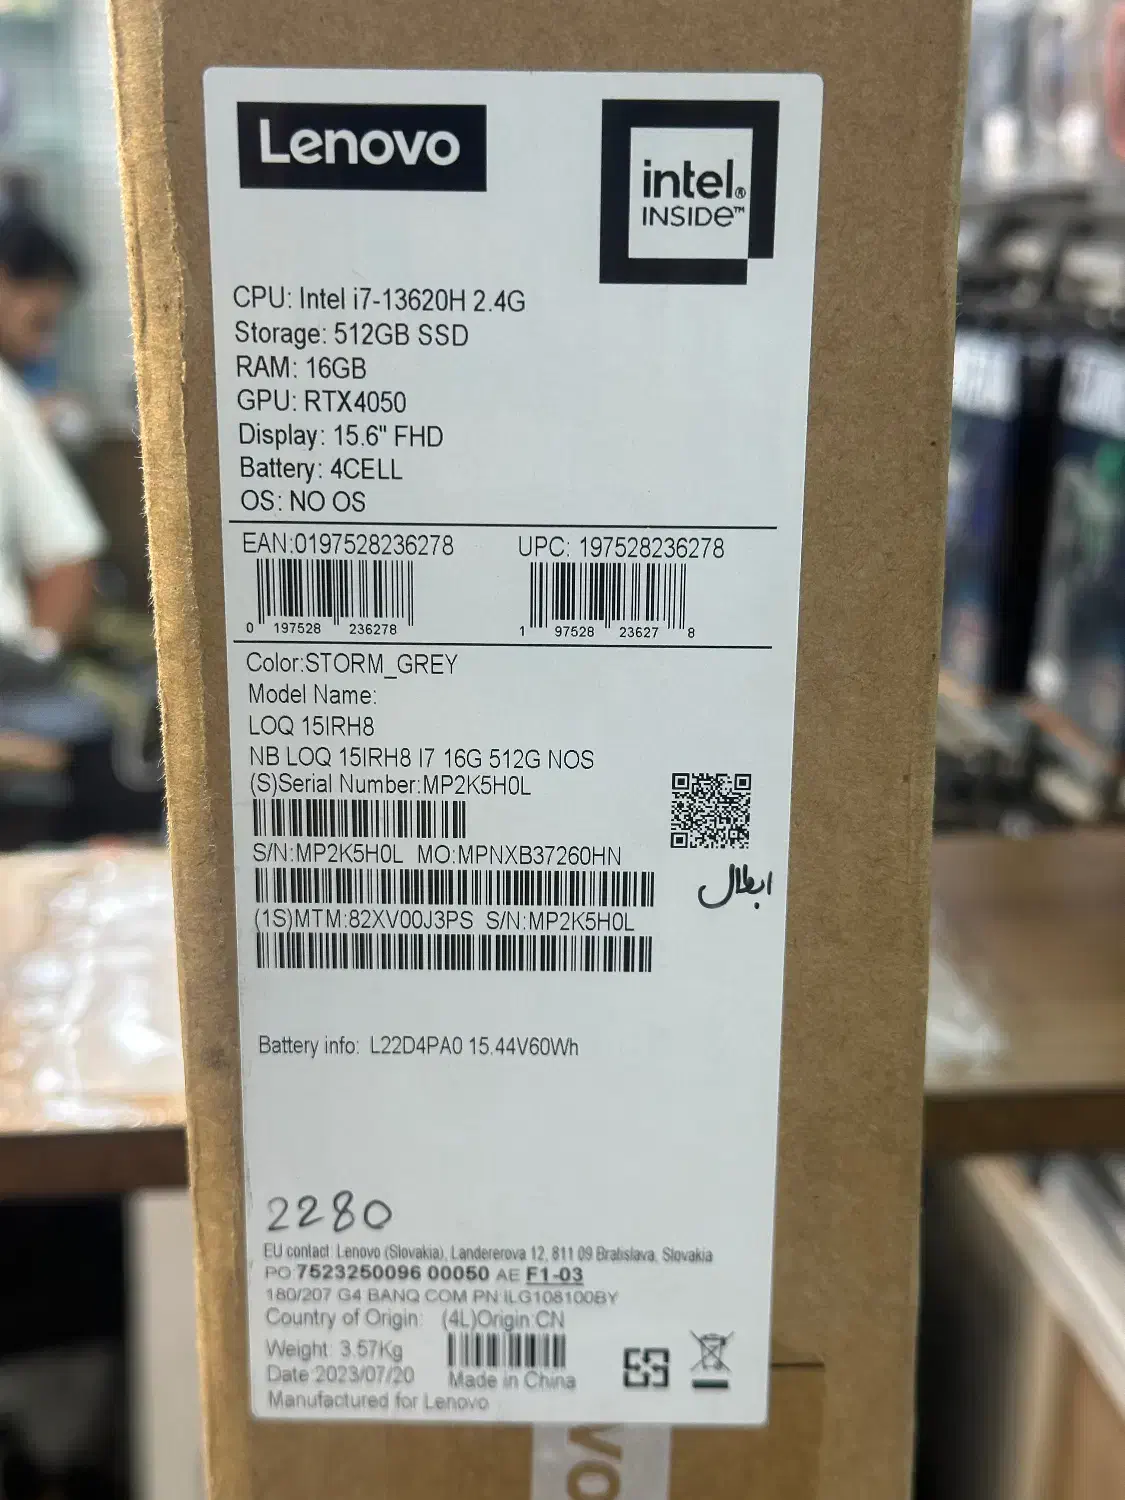 Lenovo
intel®
INSIDE™
CPU: Intel i7-13620H 2.4G
Storage: 512GB SSD
RAM: 16GB
GPU: RTX4050
Display: 15.6" FHD
Battery: 4CELL
OS: NO OS
EAN:0197528236278 UPC: 197528236278
0 197528 236278 1 97528 23627 8
Color:STORM_GREY
Model Name:
LOQ 15IRH8
NB LOQ 15IRH8 I7 16G 512G NOS
(S)Serial Number:MP2K5H0L
S/N:MP2K5H0L MO:MPNXB37260HN
ابطال
(1S)MTM:82XV00J3PS S/N:MP2K5H0L
Battery info: L22D4PA0 15.44V60Wh
2280
EU contact: Lenovo (Slovakia), Landererova 12, 811 09 Bratislava, Slovakia
PO:7523250096 00050 AE F1-03
180/207 G4 BANQ COM PN:ILG108100BY
Country of Origin: (4L)Origin:CN
Weight: 3.57Kg
Date:2023/07/20 Made in China
Manufactured for Lenovo
VO